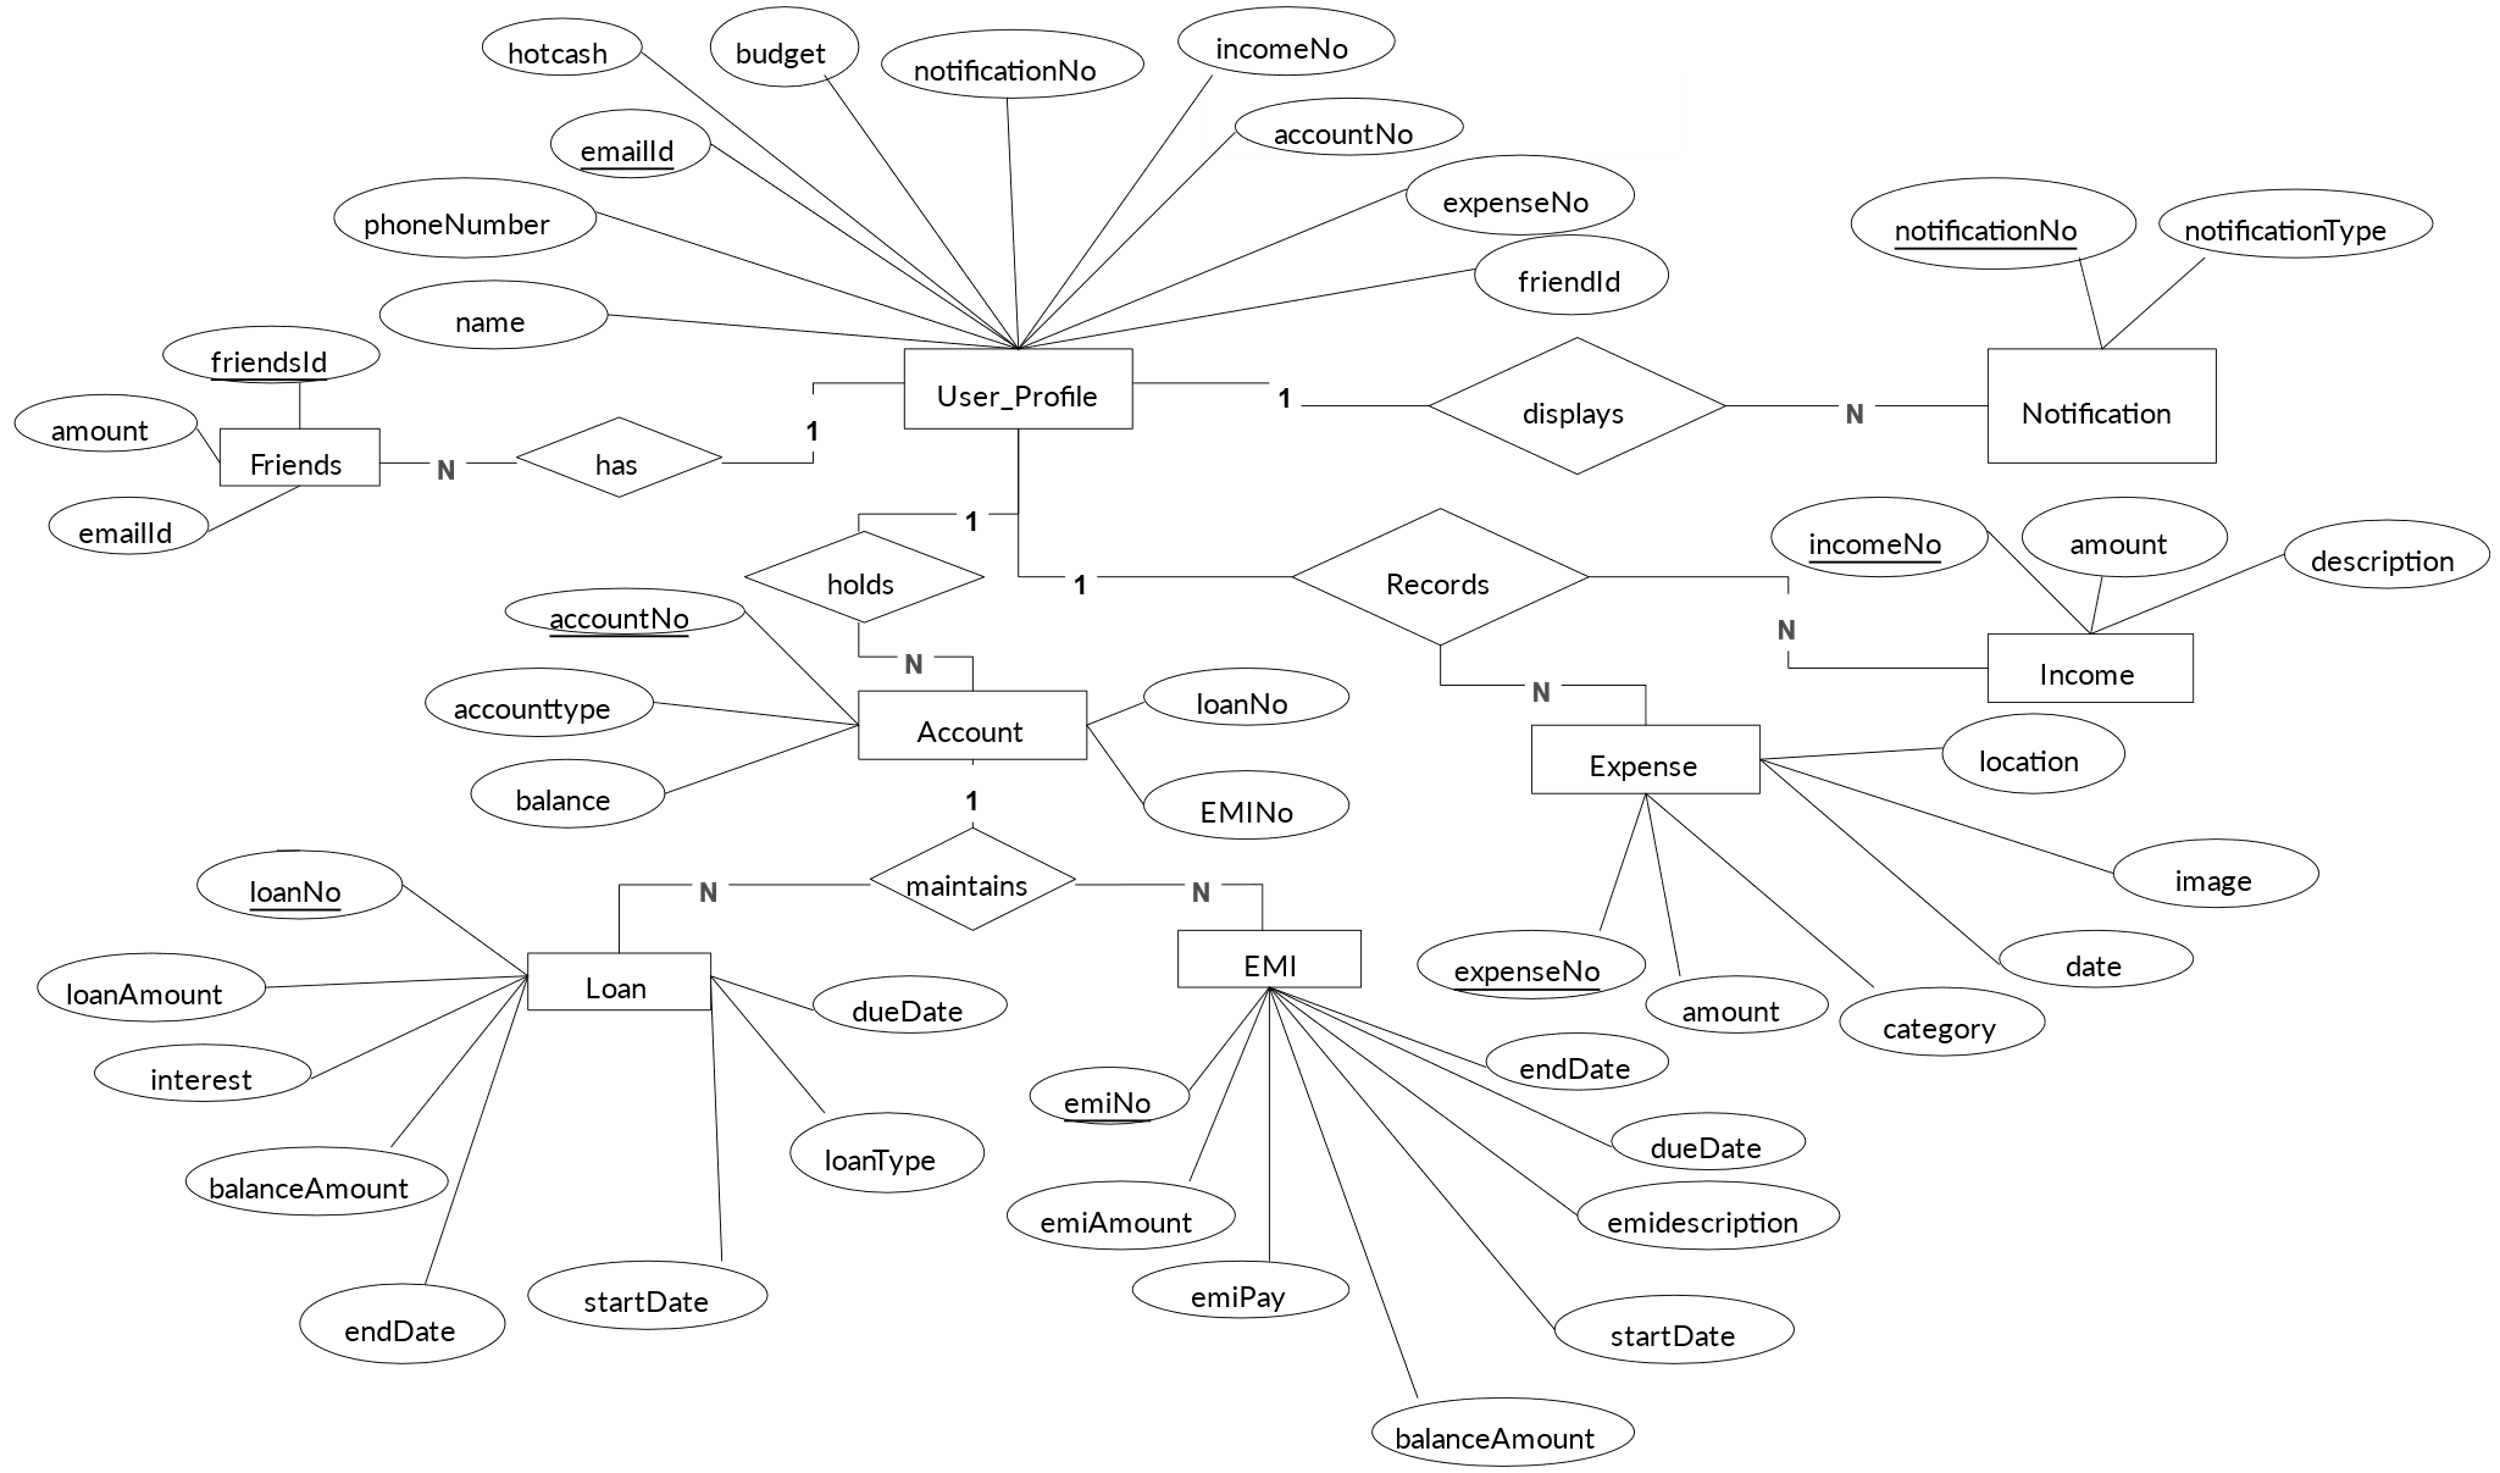 hotcash
budget
notificationNo
incomeNo
emailId
accountNo
phoneNumber
expenseNo
notificationNo
notificationType
friendId
name
friendsId
amount
User_Profile
1
displays
N
Notification
Friends
N
has
1
emailId
1
holds
1
Records
incomeNo
amount
description
accountNo
N
N
Income
accounttype
Account
loanNo
N
Expense
location
balance
1
EMINo
loanNo
N
maintains
N
image
loanAmount
Loan
dueDate
EMI
expenseNo
amount
category
date
interest
emiNo
endDate
balanceAmount
loanType
dueDate
emiAmount
emidescription
endDate
startDate
emiPay
startDate
balanceAmount